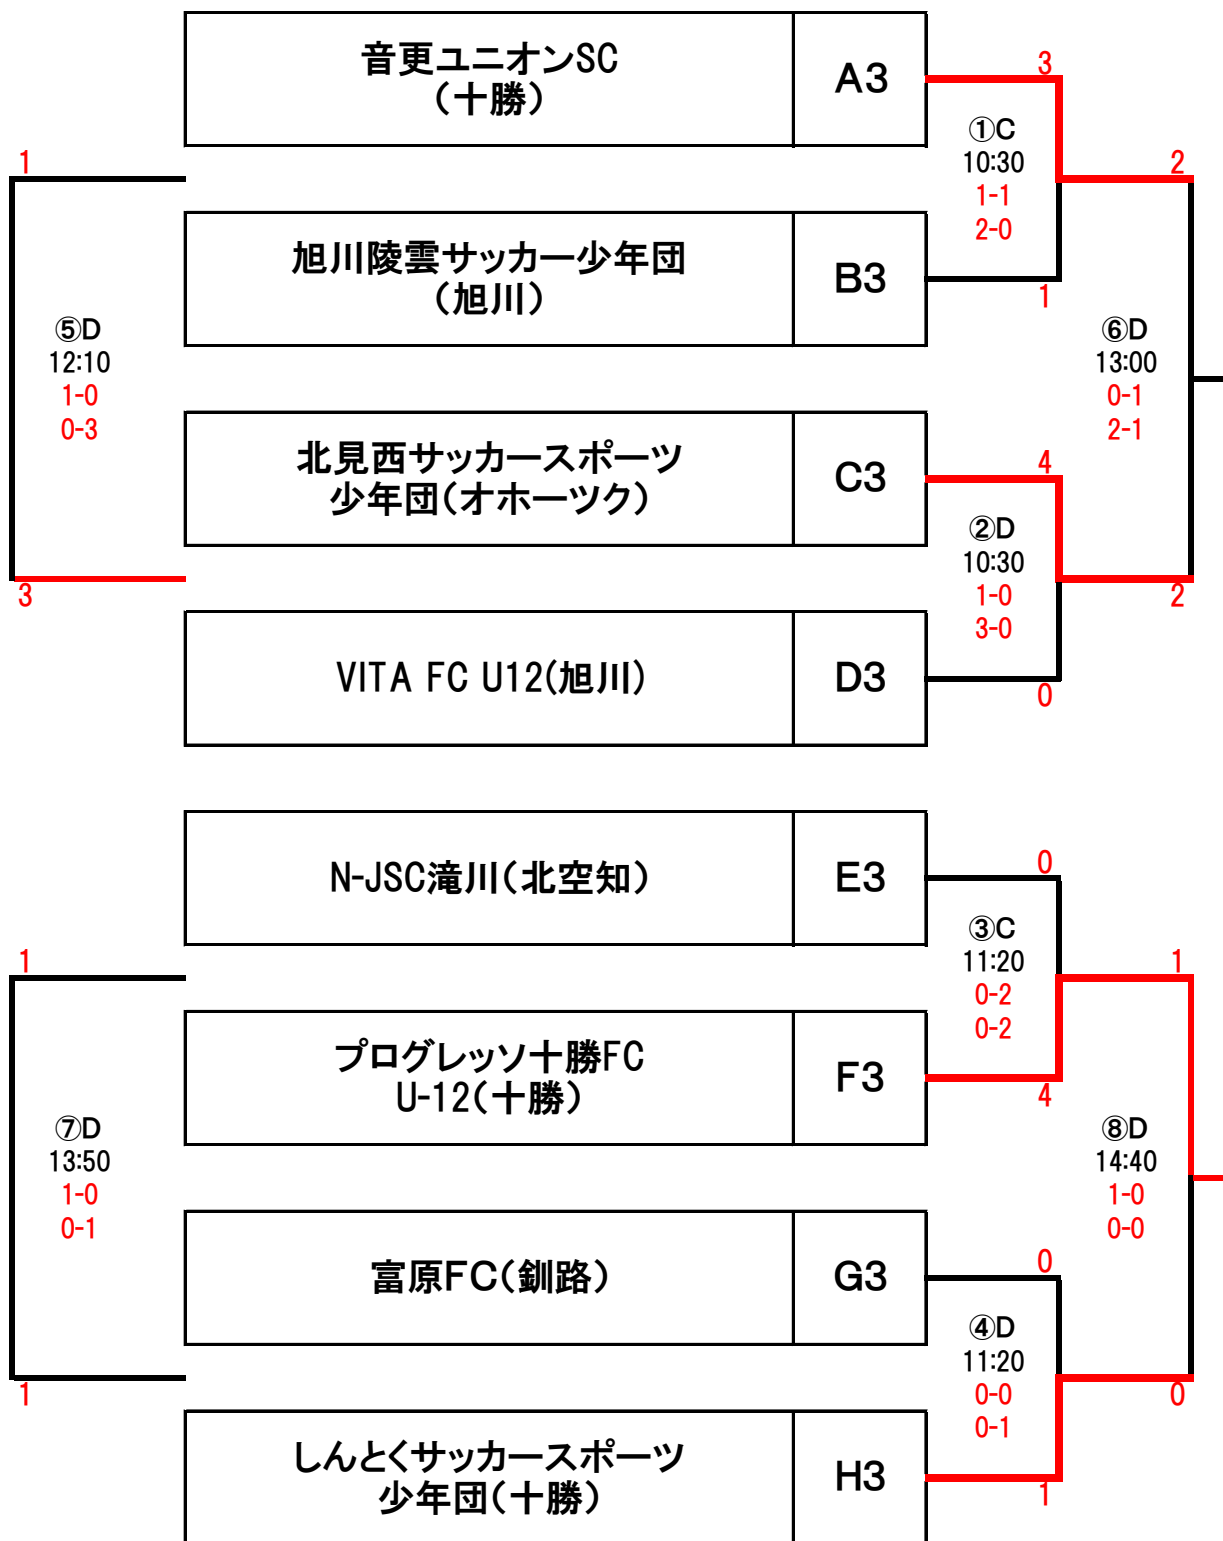 音更ユニオンSC
（十勝）
A3
3
①C
10:30
1-1
2-0
1
2
旭川陵雲サッカー少年団
（旭川）
B3
1
⑤D
12:10
1-0
0-3
⑥D
13:00
0-1
2-1
北見西サッカースポーツ
少年団（オホーツク）
C3
4
②D
10:30
1-0
3-0
3
2
VITA FC U12(旭川)
D3
0
N-JSC滝川（北空知）
E3
0
③C
11:20
0-2
0-2
1
1
プログレッソ十勝FC
U-12（十勝）
F3
4
⑦D
13:50
1-0
0-1
⑧D
14:40
1-0
0-0
富原FC（釧路）
G3
0
④D
11:20
0-0
0-1
1
0
しんとくサッカースポーツ
少年団（十勝）
H3
1